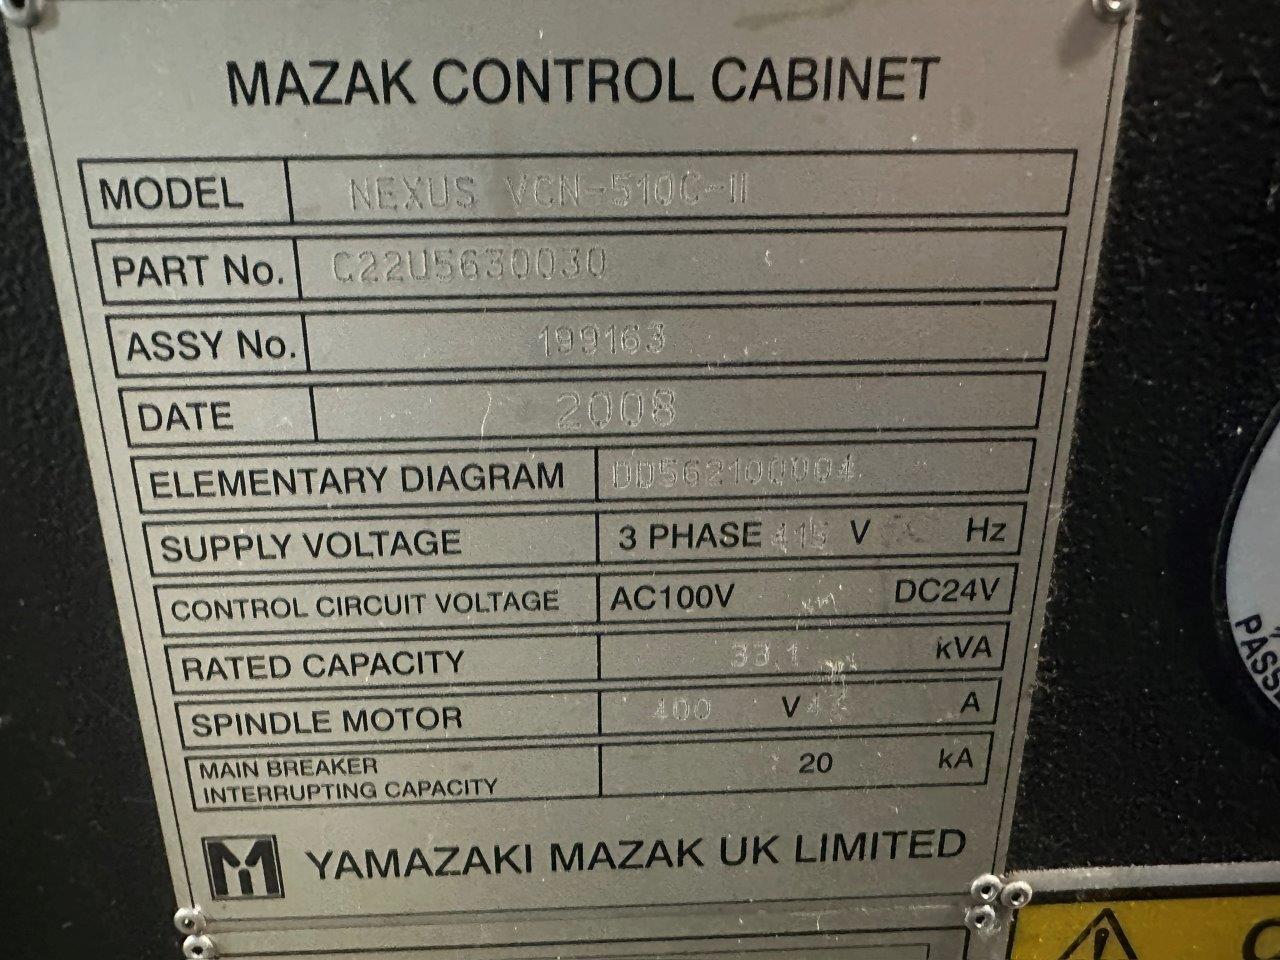 MAZAK CONTROL CABINET
MODEL NEXUS VCN-510C-II
PART No. C22U5630030
ASSY No. 199163
DATE 2008
ELEMENTARY DIAGRAM DD562100004
SUPPLY VOLTAGE 3 PHASE 415 V Hz
CONTROL CIRCUIT VOLTAGE AC100V DC24V
RATED CAPACITY 33.1 kVA
SPINDLE MOTOR 400 V A
MAIN BREAKER
INTERRUPTING CAPACITY 20 kA
YAMAZAKI MAZAK UK LIMITED